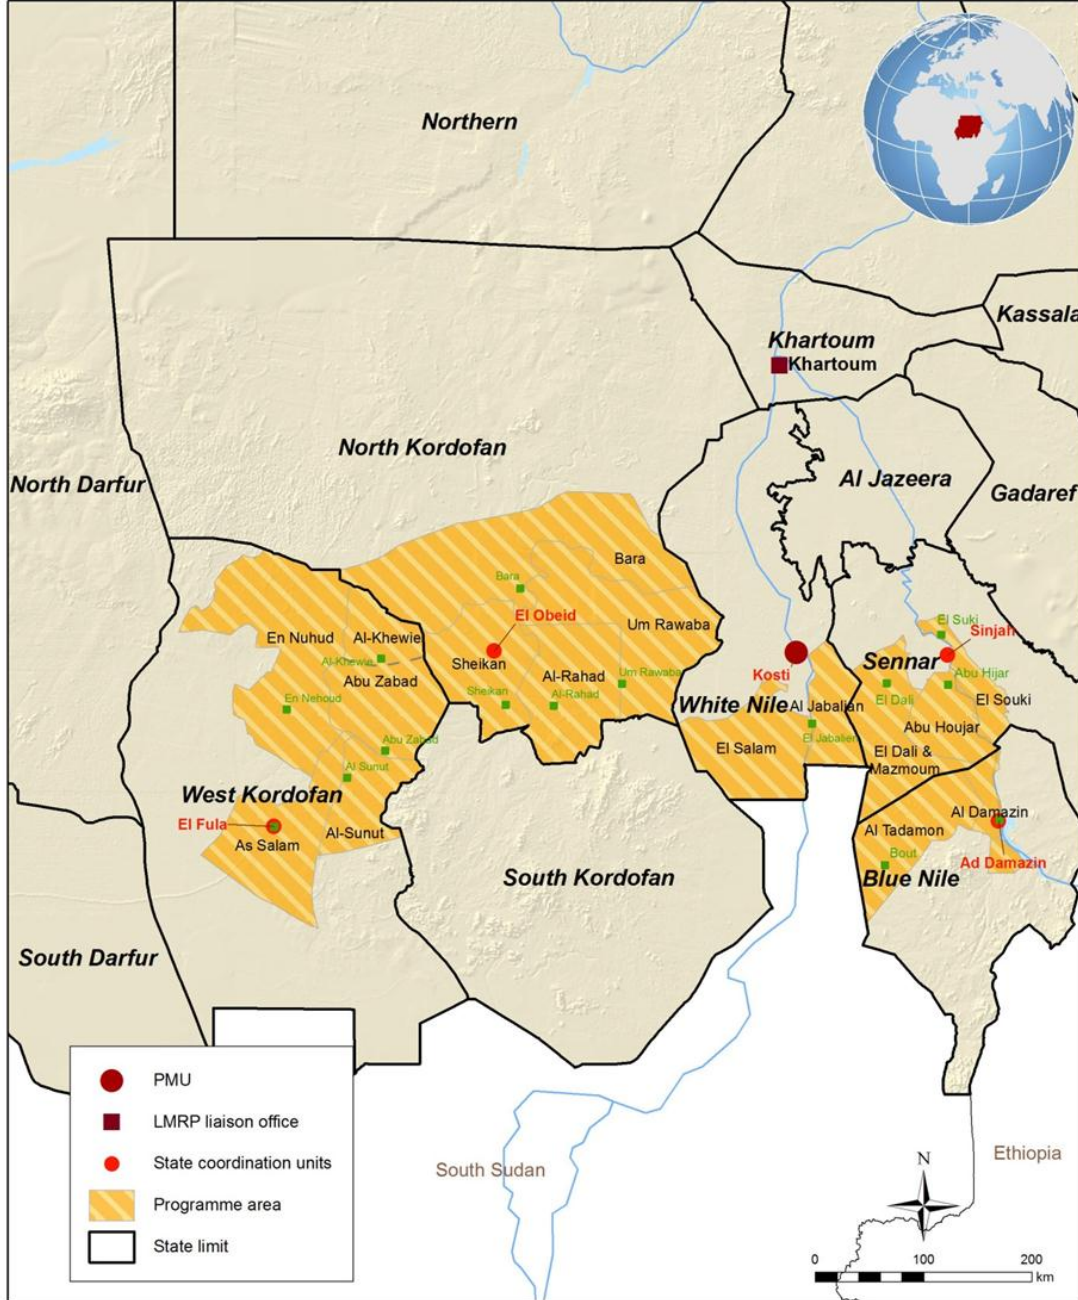 Northern
Kassala
Khartoum
Khartoum
North Kordofan
North Darfur
Al Jazeera
Gadaref
Bara
Bara
El Obeid
Um Rawaba
El Suki
Sinjah
En Nuhud
Al-Khewie
Al-Khewie
Sheikan
Sennar
Abu Zabad
Al-Rahad
Um Rawaba
Kosti
Abu Hijar
En Nehoud
Sheikan
Al-Rahad
White Nile
Al Jabalian
El Dali
El Souki
Abu Houjar
Abu Zabad
El Salam
El Jabalien
El Dali &
Mazmoum
Al Sunut
West Kordofan
El Fula
Al-Sunut
As Salam
Al Damazin
Al Tadamon
Bout
Ad Damazin
South Kordofan
Blue Nile
South Darfur
PMU
LMRP liaison office
State coordination units
Programme area
State limit
South Sudan
Ethiopia
N
0 100 200
km